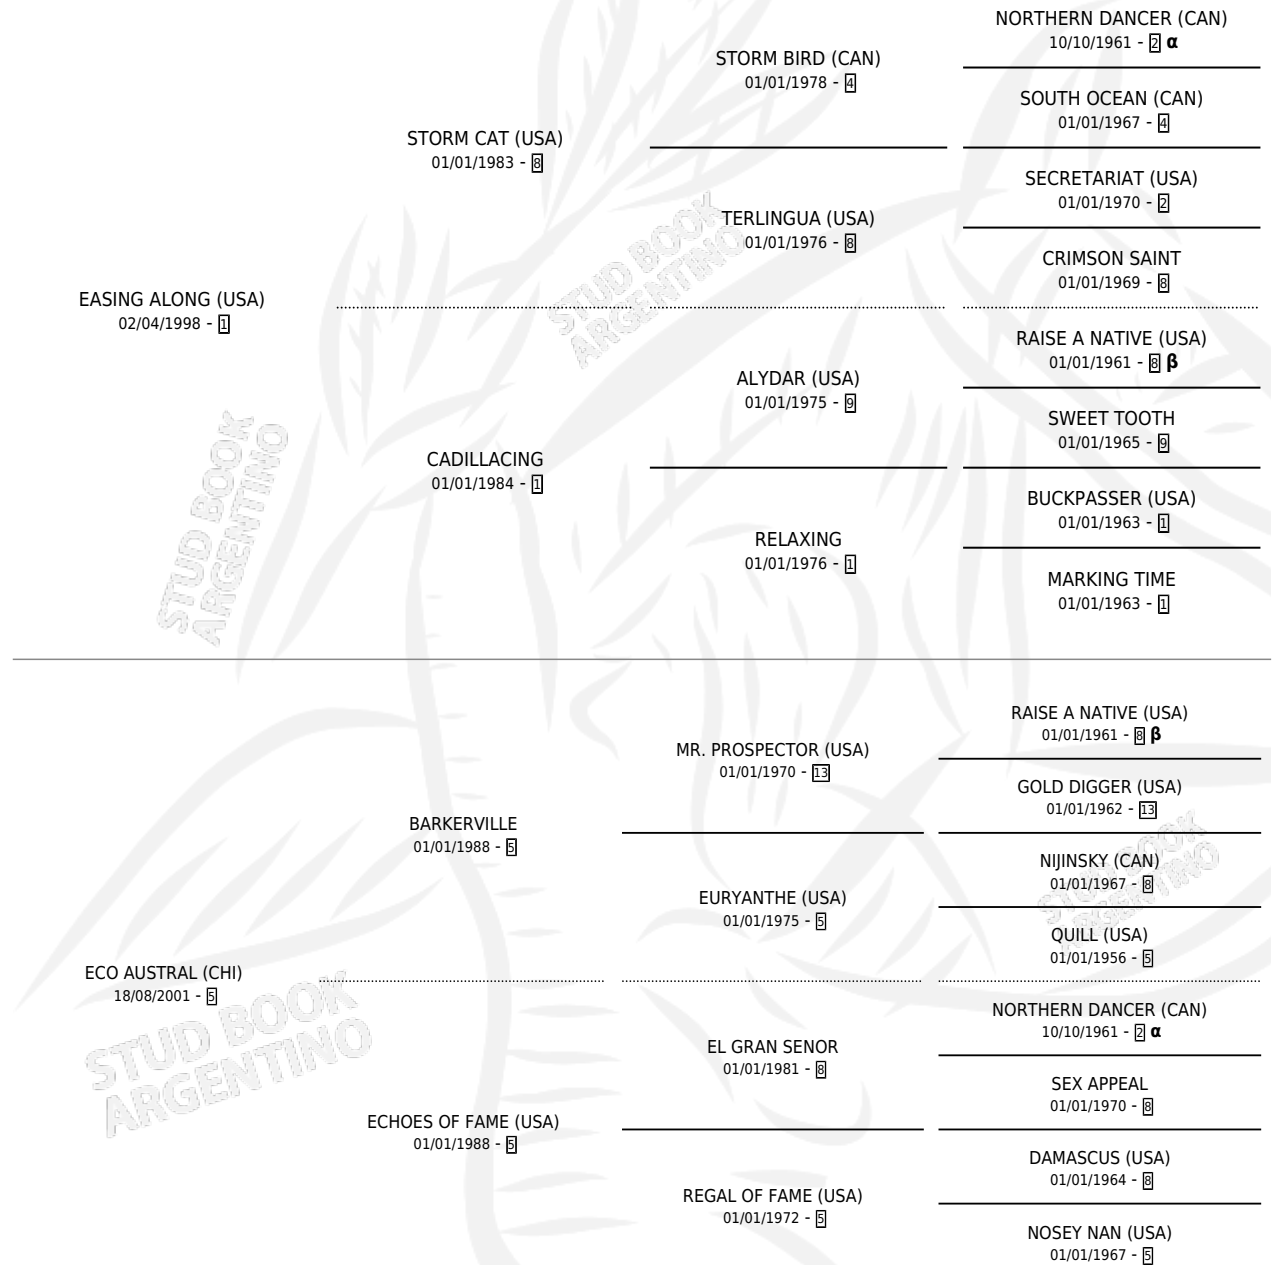 NORTHERN DANCER (CAN)
10/10/1961 - 2 α
STORM BIRD (CAN)
01/01/1978 - 4
SOUTH OCEAN (CAN)
01/01/1967 - 4
STORM CAT (USA)
01/01/1983 - 8
SECRETARIAT (USA)
01/01/1970 - 2
TERLINGUA (USA)
01/01/1976 - 8
CRIMSON SAINT
01/01/1969 - 8
EASING ALONG (USA)
02/04/1998 - 1
RAISE A NATIVE (USA)
01/01/1961 - 8 β
ALYDAR (USA)
01/01/1975 - 9
SWEET TOOTH
01/01/1965 - 9
CADILLACING
01/01/1984 - 1
BUCKPASSER (USA)
01/01/1963 - 1
RELAXING
01/01/1976 - 1
MARKING TIME
01/01/1963 - 1
RAISE A NATIVE (USA)
01/01/1961 - 8 β
MR. PROSPECTOR (USA)
01/01/1970 - 13
GOLD DIGGER (USA)
01/01/1962 - 13
BARKERVILLE
01/01/1988 - 5
NIJINSKY (CAN)
01/01/1967 - 8
EURYANTHE (USA)
01/01/1975 - 5
QUILL (USA)
01/01/1956 - 5
ECO AUSTRAL (CHI)
18/08/2001 - 5
NORTHERN DANCER (CAN)
10/10/1961 - 2 α
EL GRAN SENOR
01/01/1981 - 8
SEX APPEAL
01/01/1970 - 8
ECHOES OF FAME (USA)
01/01/1988 - 5
DAMASCUS (USA)
01/01/1964 - 8
REGAL OF FAME (USA)
01/01/1972 - 5
NOSEY NAN (USA)
01/01/1967 - 5
STUD BOOK
ARGENTINO
STUD BOOK
ARGENTINO
STUD BOOK
ARGENTINO
STUD BOOK
ARGENTINO